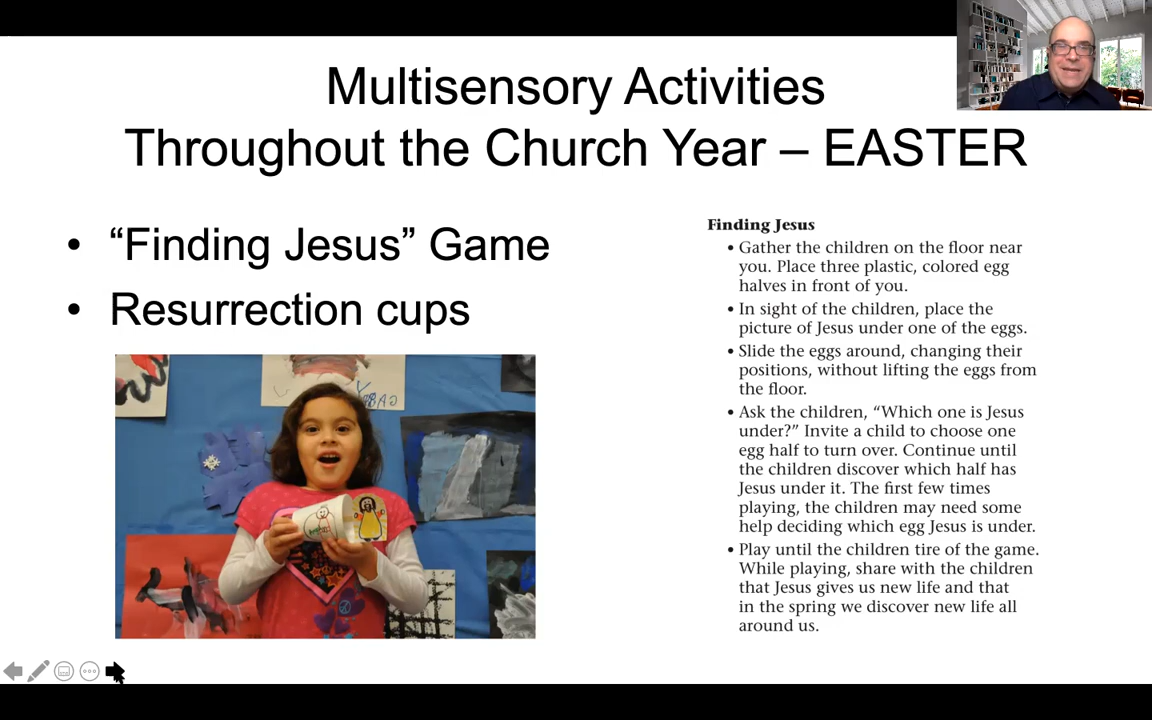 Multisensory Activities
Throughout the Church Year – EASTER
• “Finding Jesus” Game
• Resurrection cups
Finding Jesus
• Gather the children on the floor near
you. Place three plastic, colored egg
halves in front of you.
• In sight of the children, place the
picture of Jesus under one of the eggs.
• Slide the eggs around, changing their
positions, without lifting the eggs from
the floor.
• Ask the children, “Which one is Jesus
under?” Invite a child to choose one
egg half to turn over. Continue until
the children discover which half has
Jesus under it. The first few times
playing, the children may need some
help deciding which egg Jesus is under.
• Play until the children tire of the game.
While playing, share with the children
that Jesus gives us new life and that
in the spring we discover new life all
around us.